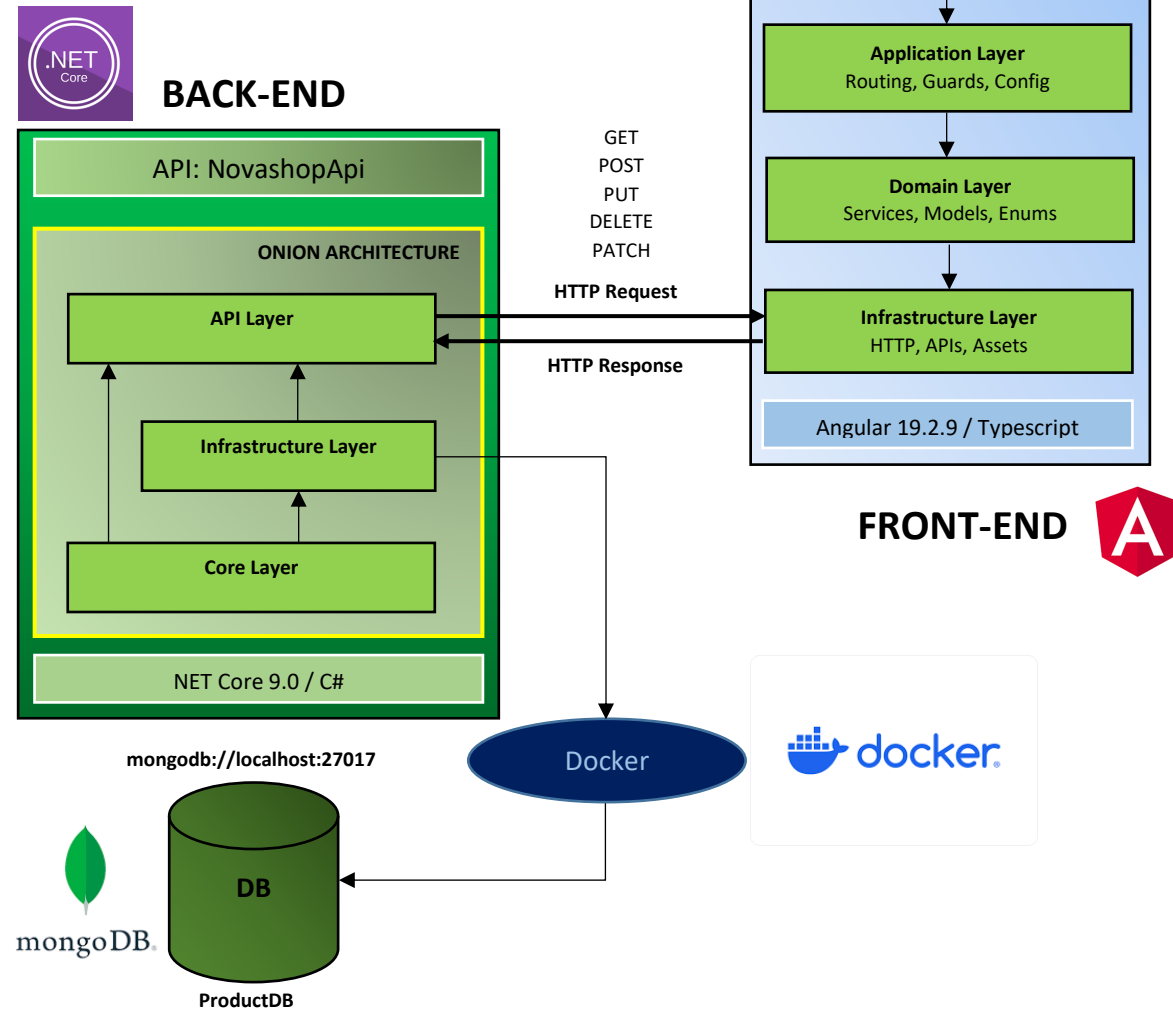 .NET
Core
BACK-END
API: NovashopApi
ONION ARCHITECTURE
API Layer
Infrastructure Layer
Core Layer
NET Core 9.0 / C#
GET
POST
PUT
DELETE
PATCH
HTTP Request
HTTP Response
Application Layer
Routing, Guards, Config
Domain Layer
Services, Models, Enums
Infrastructure Layer
HTTP, APIs, Assets
Angular 19.2.9 / Typescript
FRONT-END
A
Docker
docker®
mongodb://localhost:27017
DB
mongoDB®
ProductDB